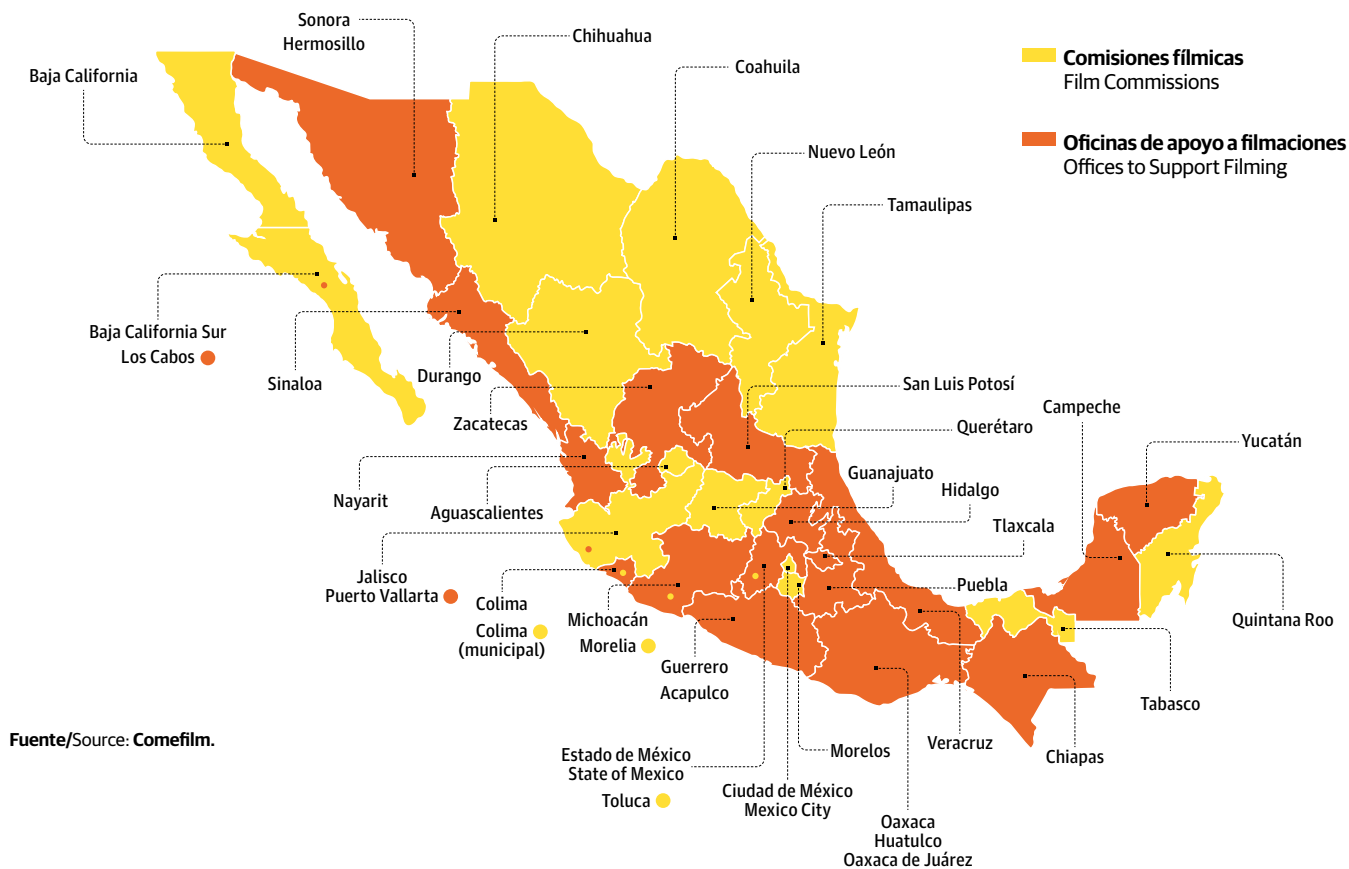 Sonora
Hermosillo
Chihuahua
Baja California
Coahuila
Nuevo León
Tamaulipas
Comisiones fílmicas
Film Commissions
Oficinas de apoyo a filmaciones
Offices to Support Filming
Baja California Sur
Los Cabos
Sinaloa
Durango
Zacatecas
San Luis Potosí
Querétaro
Campeche
Yucatán
Nayarit
Aguascalientes
Guanajuato
Hidalgo
Tlaxcala
Jalisco
Puerto Vallarta
Colima
Colima
(municipal)
Michoacán
Morelia
Guerrero
Acapulco
Puebla
Quintana Roo
Tabasco
Chiapas
Veracruz
Morelos
Estado de México
State of Mexico
Toluca
Ciudad de México
Mexico City
Oaxaca
Huatulco
Oaxaca de Juárez
Fuente/Source: Comefilm.